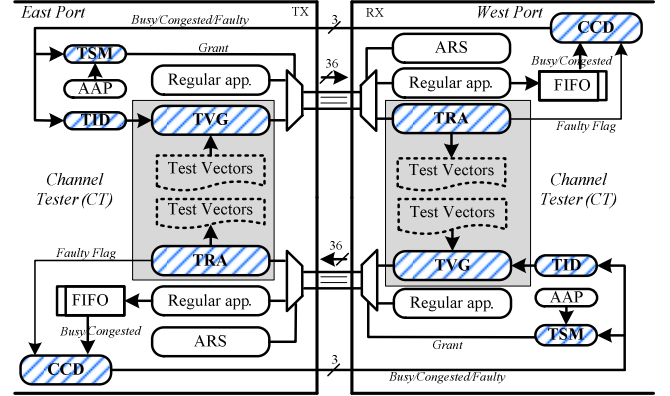 East Port
TX
RX
West Port
Busy/Congested/Faulty
3
CCD
TSM
Grant
ARS
Busy/Congested
36
AAP
Regular app.
Regular app.
FIFO
TID
TVG
TRA
Faulty Flag
Test Vectors
Test Vectors
Channel
Tester (CT)
Channel
Tester (CT)
Test Vectors
Test Vectors
36
Faulty Flag
TRA
TVG
TID
FIFO
Regular app.
Regular app.
AAP
Busy/Congested
ARS
TSM
Grant
CCD
3
Busy/Congested/Faulty